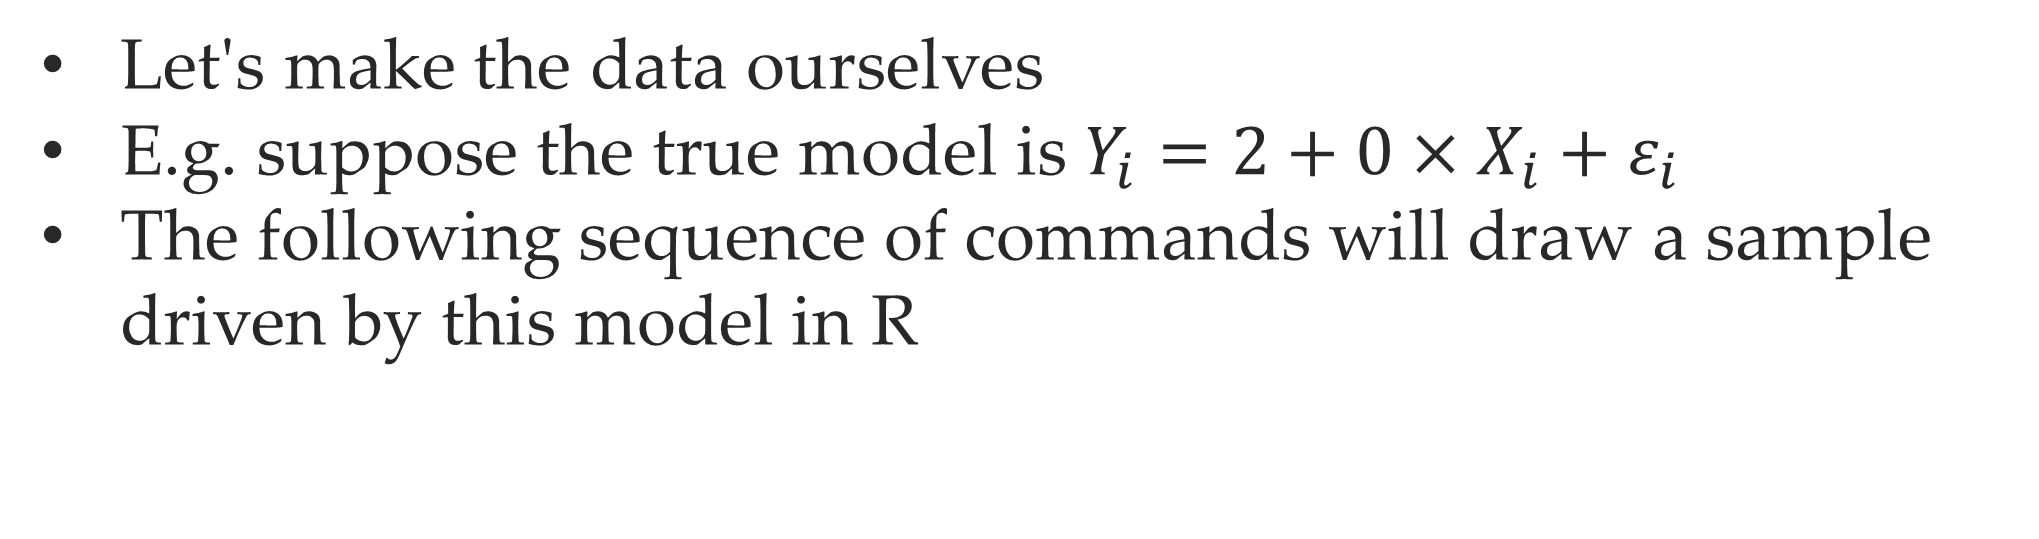 • Let's make the data ourselves
• E.g. suppose the true model is Yᵢ = 2 + 0 × Xᵢ + εᵢ
• The following sequence of commands will draw a sample
driven by this model in R